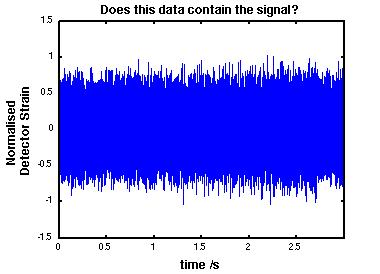 Does this data contain the signal?
1.5
1
0.5
0
-0.5
-1
-1.5
Normalised
Detector Strain
0 0.5 1 1.5 2 2.5
time /s